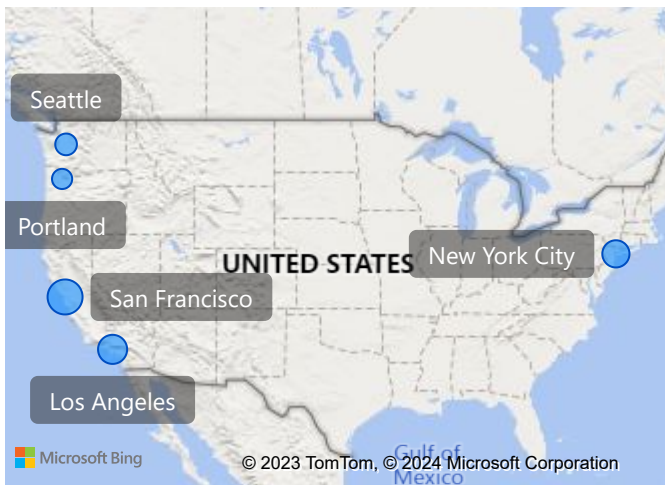 Seattle
Portland
UNITED STATES
New York City
San Francisco
Los Angeles
Microsoft Bing
Gulf of
Mexico
© 2023 TomTom, © 2024 Microsoft Corporation